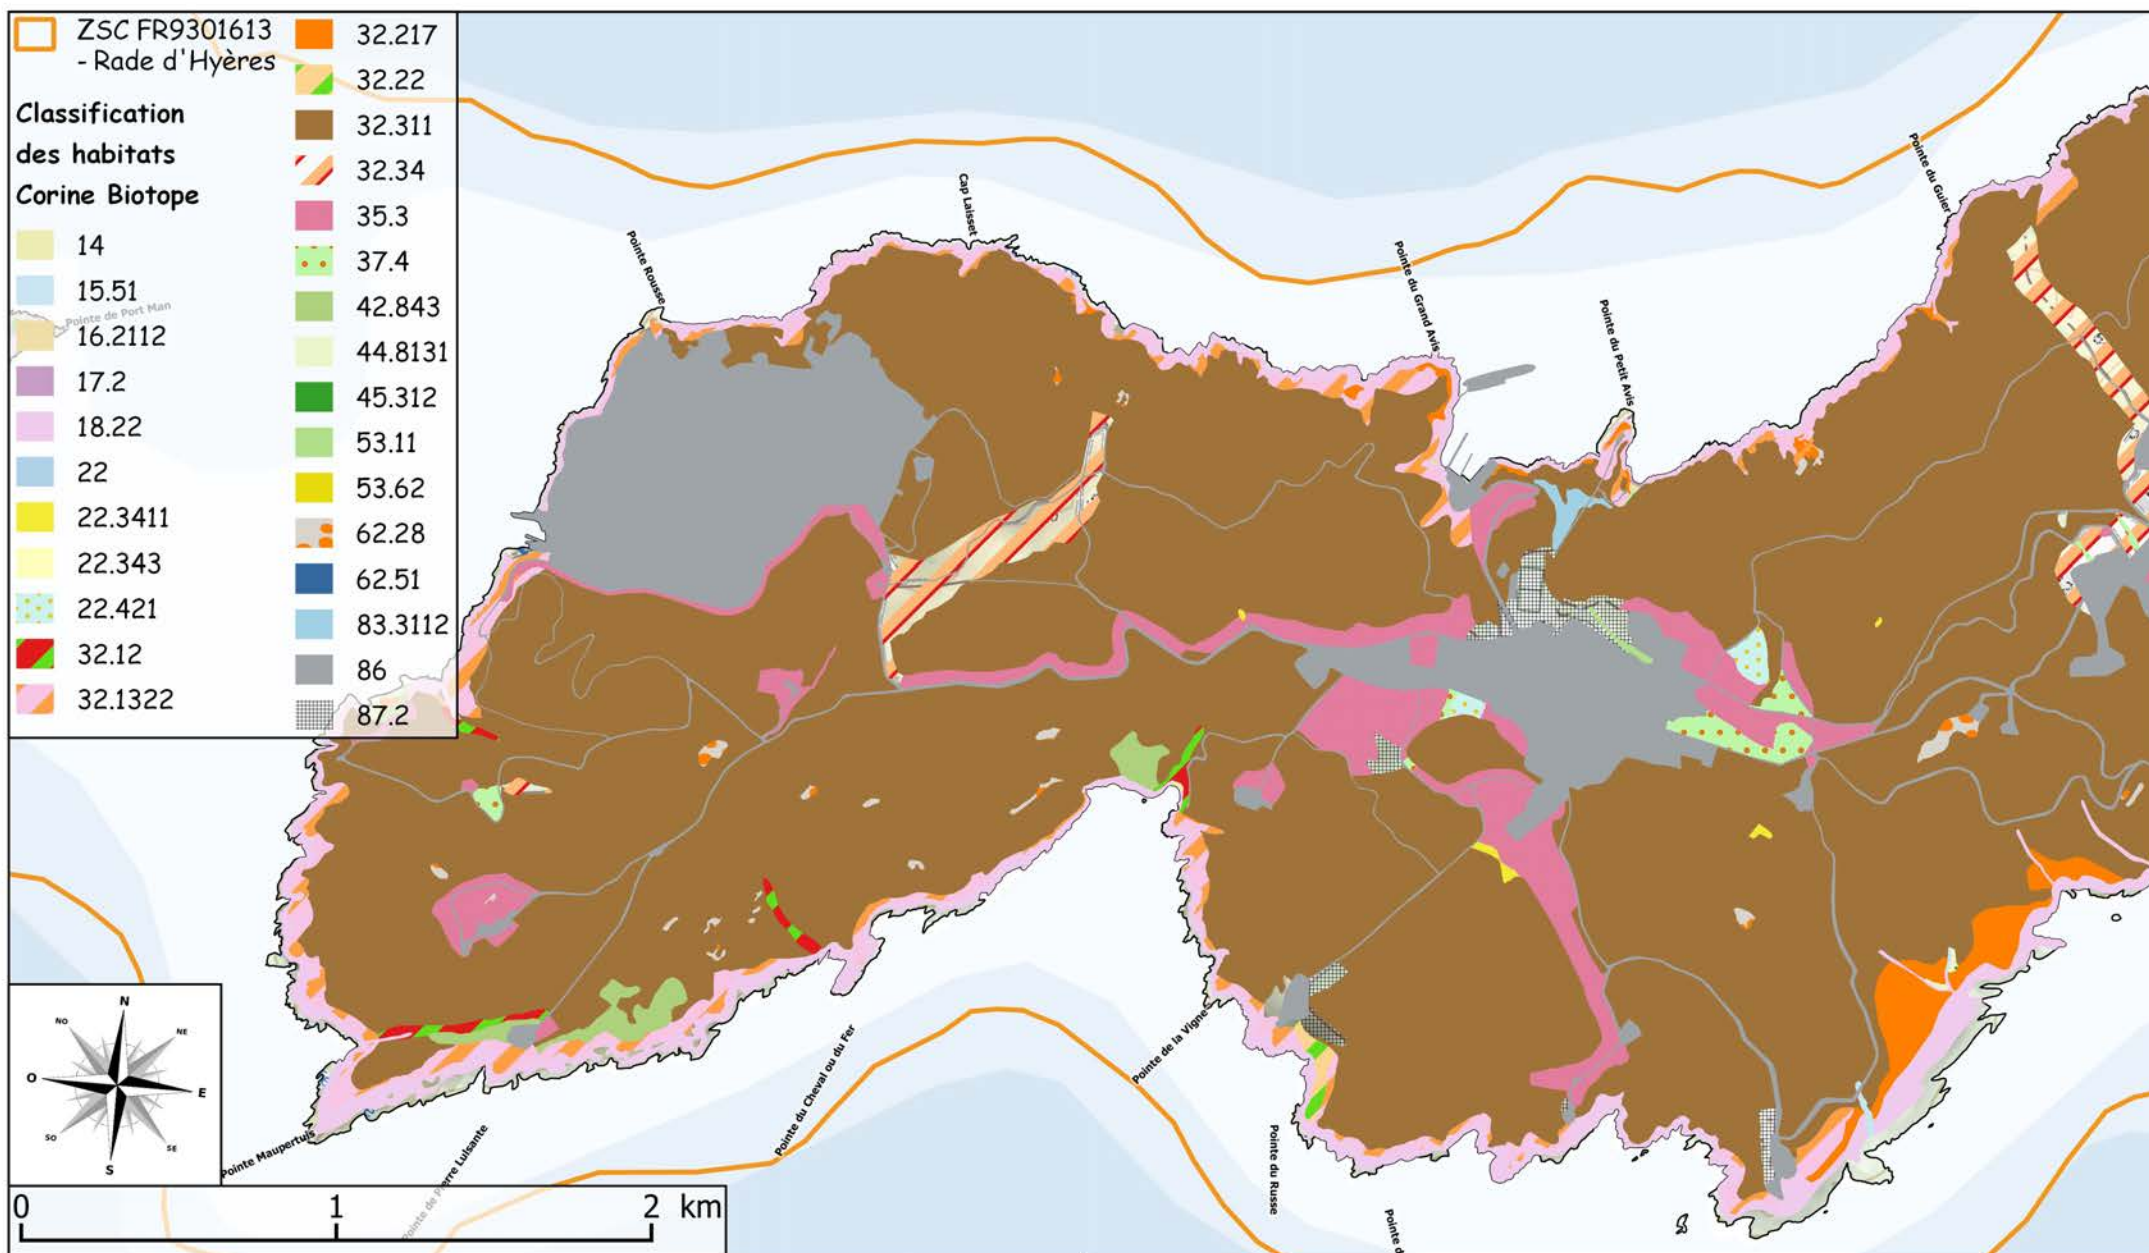 ZSC FR9301613
- Rade d'Hyères
Classification
des habitats
Corine Biotope
14
15.51
Pointe de Port Man
16.2112
17.2
18.22
22
22.3411
22.343
22.421
32.12
32.1322
32.217
32.22
32.311
32.34
35.3
37.4
42.843
44.8131
45.312
53.11
53.62
62.28
62.51
83.3112
86
87.2
Pointe Rousse
Cap Laisset
Pointe du Grand Avis
Pointe du Petit Avis
Pointe du Guier
N
NO
NE
O
E
SO
SE
S
Pointe Maupertuis
Pointe de Pierre Luisante
Pointe du Cheval ou du Fer
Pointe de la Vigne
Pointe du Russe
Pointe d
0
1
2 km